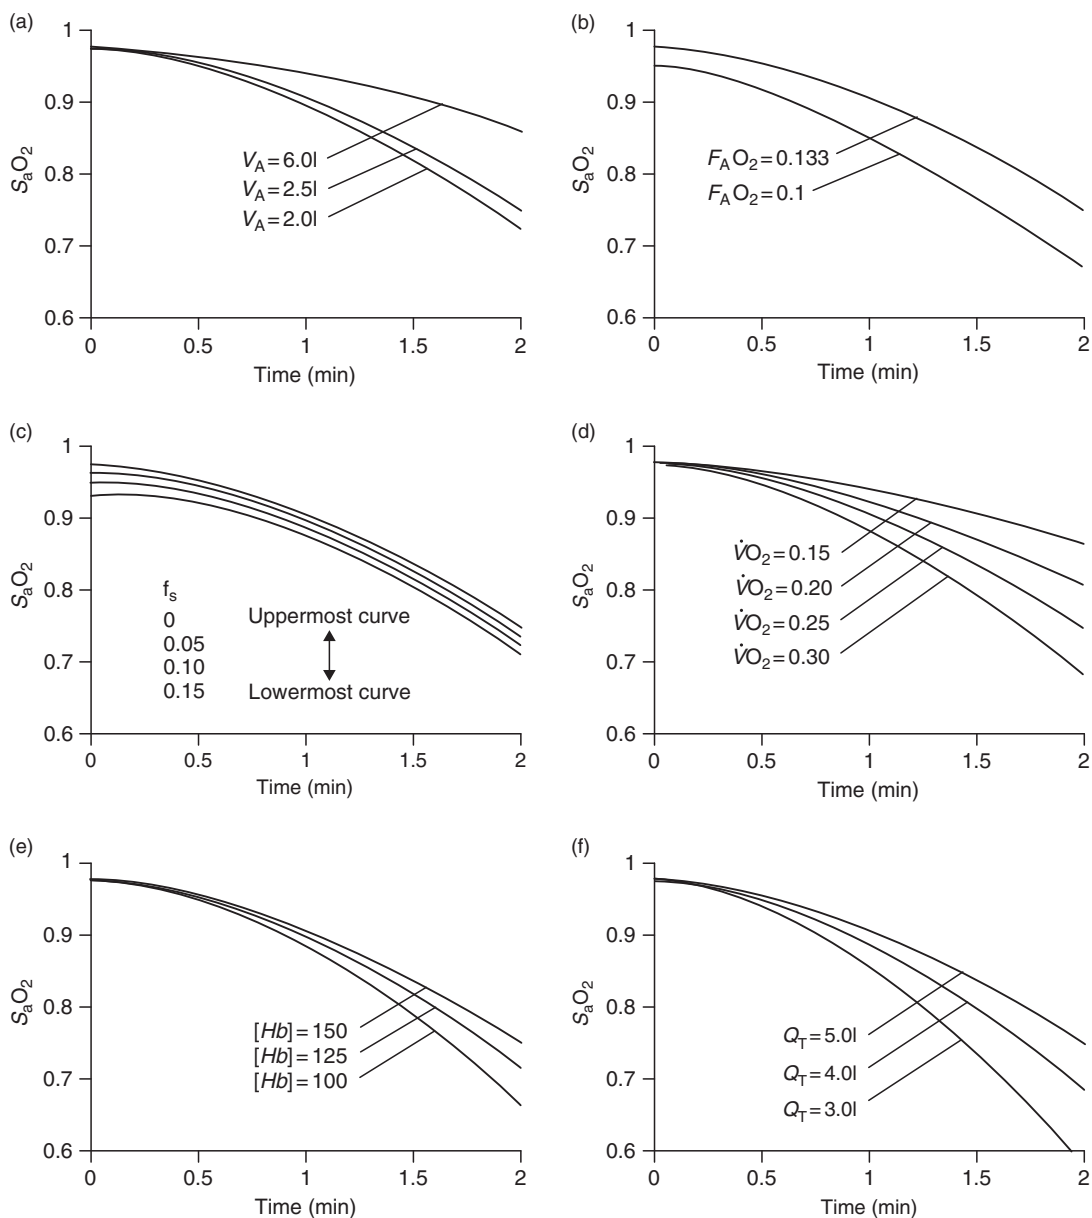 (a)
1
0.9
0.8
0.7
0.6
SaO2
VA=6.0l
VA=2.5l
VA=2.0l
0 0.5 1 1.5 2
Time (min)
(b)
1
0.9
0.8
0.7
0.6
SaO2
FAO2=0.133
FAO2=0.1
0 0.5 1 1.5 2
Time (min)
(c)
1
0.9
0.8
0.7
0.6
SaO2
fs
0
0.05
0.10
0.15
Uppermost curve
Lowermost curve
0 0.5 1 1.5 2
Time (min)
(d)
1
0.9
0.8
0.7
0.6
SaO2
V̇O2=0.15
V̇O2=0.20
V̇O2=0.25
V̇O2=0.30
0 0.5 1 1.5 2
Time (min)
(e)
1
0.9
0.8
0.7
0.6
SaO2
[Hb]=150
[Hb]=125
[Hb]=100
0 0.5 1 1.5 2
Time (min)
(f)
1
0.9
0.8
0.7
0.6
SaO2
QT=5.0l
QT=4.0l
QT=3.0l
0 0.5 1 1.5 2
Time (min)